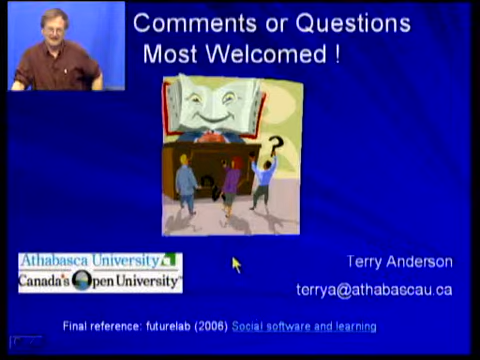 Comments or Questions
Most Welcomed !
?
?
Athabasca University
Canada's Open University
Terry Anderson
terrya@athabascau.ca
Final reference: futurelab (2006) Social software and learning